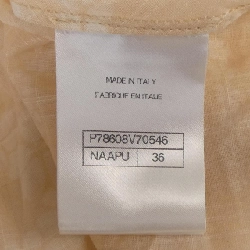 MADE IN ITALY
FABRIQUE EN ITALIE
P78608V70546
NAAPU 36